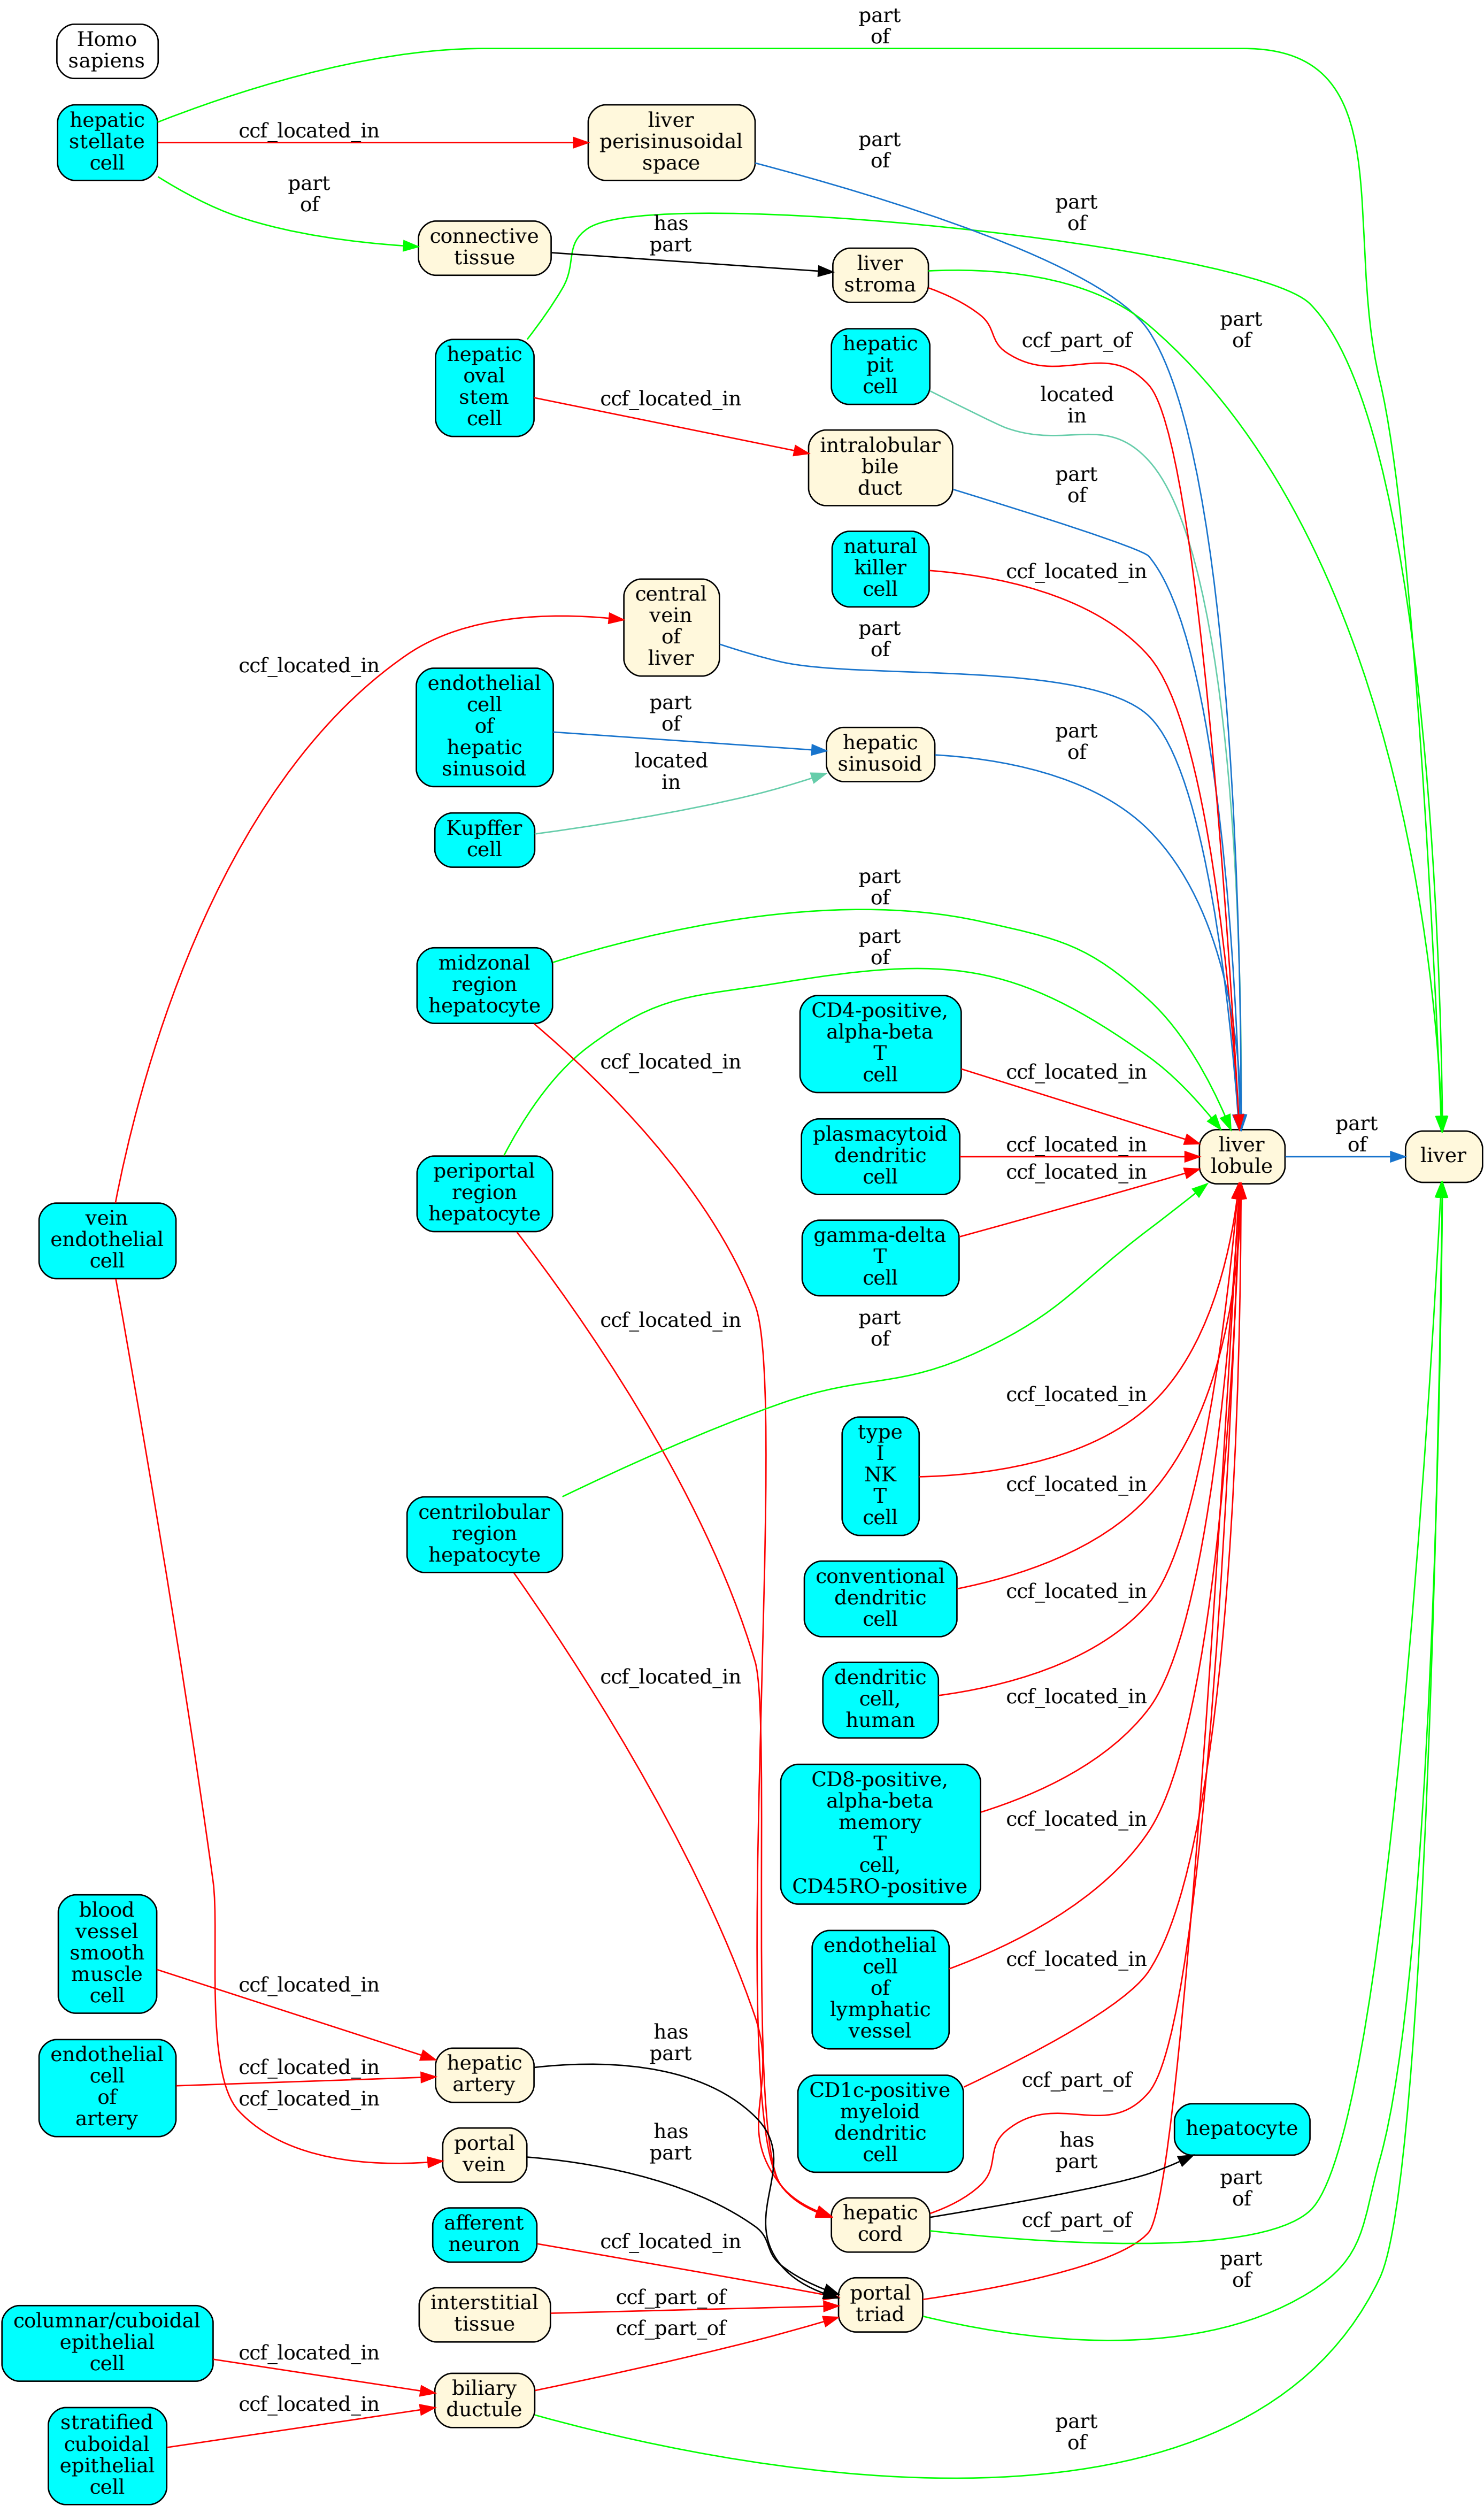 Homo
sapiens
hepatic
stellate
cell
part
of
ccf_located_in
part
of
liver
perisinusoidal
space
part
of
connective
tissue
has
part
liver
stroma
part
of
part
of
ccf_part_of
hepatic
oval
stem
cell
ccf_located_in
hepatic
pit
cell
located
in
intralobular
bile
duct
part
of
natural
killer
cell
ccf_located_in
central
vein
of
liver
part
of
ccf_located_in
endothelial
cell
of
hepatic
sinusoid
part
of
Kupffer
cell
located
in
hepatic
sinusoid
part
of
midzonal
region
hepatocyte
part
of
ccf_located_in
part
of
CD4-positive,
alpha-beta
T
cell
ccf_located_in
plasmacytoid
dendritic
cell
ccf_located_in
ccf_located_in
gamma-delta
T
cell
liver
lobule
part
of
liver
periportal
region
hepatocyte
ccf_located_in
vein
endothelial
cell
part
of
centrilobular
region
hepatocyte
ccf_located_in
type
I
NK
T
cell
ccf_located_in
conventional
dendritic
cell
ccf_located_in
dendritic
cell,
human
ccf_located_in
CD8-positive,
alpha-beta
memory
T
cell,
CD45RO-positive
ccf_located_in
endothelial
cell
of
lymphatic
vessel
ccf_located_in
CD1c-positive
myeloid
dendritic
cell
ccf_located_in
blood
vessel
smooth
muscle
cell
ccf_located_in
endothelial
cell
of
artery
ccf_located_in
ccf_located_in
hepatic
artery
has
part
portal
vein
has
part
afferent
neuron
ccf_located_in
interstitial
tissue
ccf_part_of
hepatic
cord
ccf_part_of
has
part
hepatocyte
part
of
portal
triad
ccf_part_of
part
of
columnar/cuboidal
epithelial
cell
ccf_located_in
stratified
cuboidal
epithelial
cell
ccf_located_in
biliary
ductule
ccf_part_of
part
of